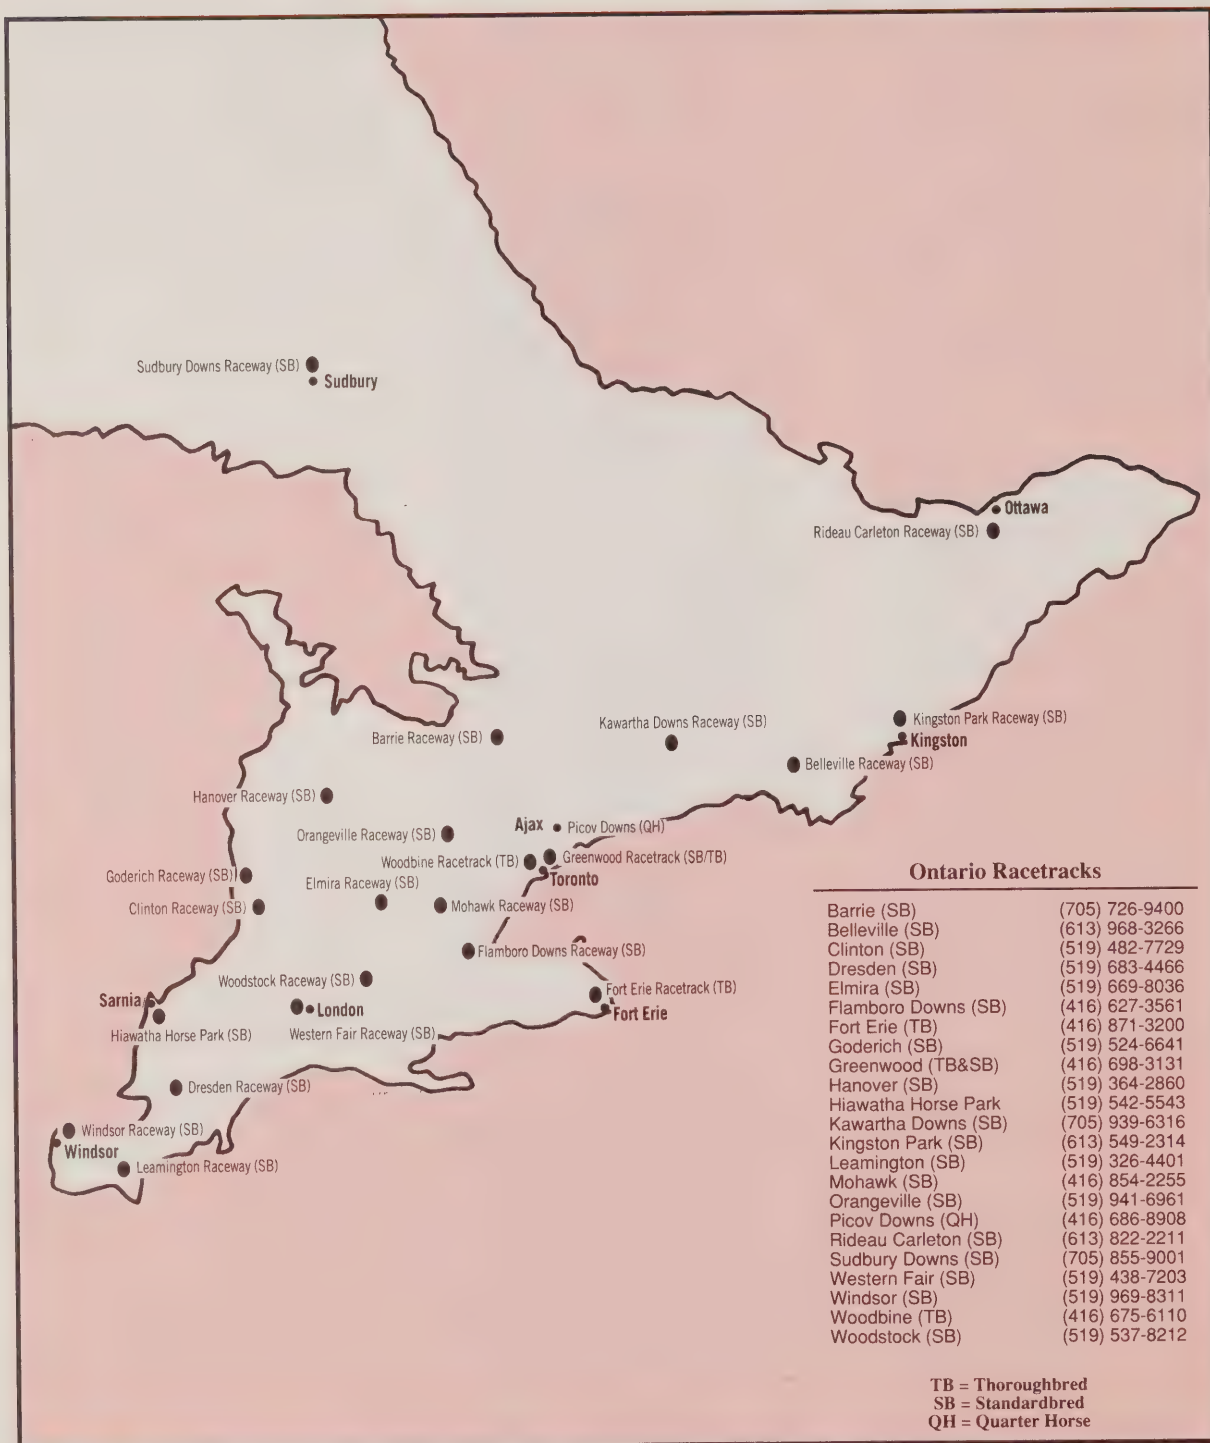 Sudbury Downs Raceway (SB)
Sudbury
Ottawa
Rideau Carleton Raceway (SB)
Kawartha Downs Raceway (SB)
Kingston Park Raceway (SB)
Barrie Raceway (SB)
Kingston
Belleville Raceway (SB)
Hanover Raceway (SB)
Ajax
Picov Downs (QH)
Orangeville Raceway (SB)
Woodbine Racetrack (TB)
Greenwood Racetrack (SB/TB)
Toronto
Goderich Raceway (SB)
Elmira Raceway (SB)
Clinton Raceway (SB)
Mohawk Raceway (SB)
Flamboro Downs Raceway (SB)
Woodstock Raceway (SB)
Fort Erie Racetrack (TB)
Sarnia
London
Fort Erie
Hiawatha Horse Park (SB)
Western Fair Raceway (SB)
Dresden Raceway (SB)
Windsor Raceway (SB)
Windsor
Leamington Raceway (SB)
Ontario Racetracks
Barrie (SB) (705) 726-9400
Belleville (SB) (613) 968-3266
Clinton (SB) (519) 482-7729
Dresden (SB) (519) 683-4466
Elmira (SB) (519) 669-8036
Flamboro Downs (SB) (416) 627-3561
Fort Erie (TB) (416) 871-3200
Goderich (SB) (519) 524-6641
Greenwood (TB&SB) (416) 698-3131
Hanover (SB) (519) 364-2860
Hiawatha Horse Park (519) 542-5543
Kawartha Downs (SB) (705) 939-6316
Kingston Park (SB) (613) 549-2314
Leamington (SB) (519) 326-4401
Mohawk (SB) (416) 854-2255
Orangeville (SB) (519) 941-6961
Picov Downs (QH) (416) 686-8908
Rideau Carleton (SB) (613) 822-2211
Sudbury Downs (SB) (705) 855-9001
Western Fair (SB) (519) 438-7203
Windsor (SB) (519) 969-8311
Woodbine (TB) (416) 675-6110
Woodstock (SB) (519) 537-8212
TB = Thoroughbred
SB = Standardbred
QH = Quarter Horse